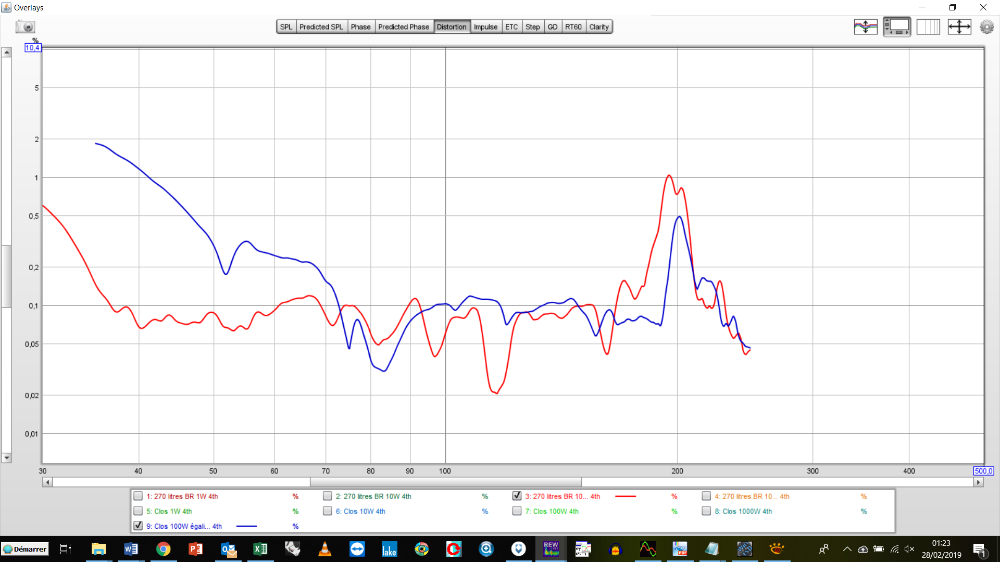 Overlays
SPL Predicted SPL Phase Predicted Phase Distortion Impulse ETC Step GD RT60 Clarity
%
10,4
5
2
1
0,5
0,2
0,1
0,05
0,02
0,01
30 40 50 60 70 80 90 100 200 300 400 500,0
1: 270 litres BR 1W 4th % 2: 270 litres BR 10W 4th % 3: 270 litres BR 10... 4th % 4: 270 litres BR 10... 4th %
5: Clos 1W 4th % 6: Clos 10W 4th % 7: Clos 100W 4th % 8: Clos 1000W 4th %
9: Clos 100W égali... 4th %
Démarrer
lake
REW
PDF
01:23
28/02/2019
1